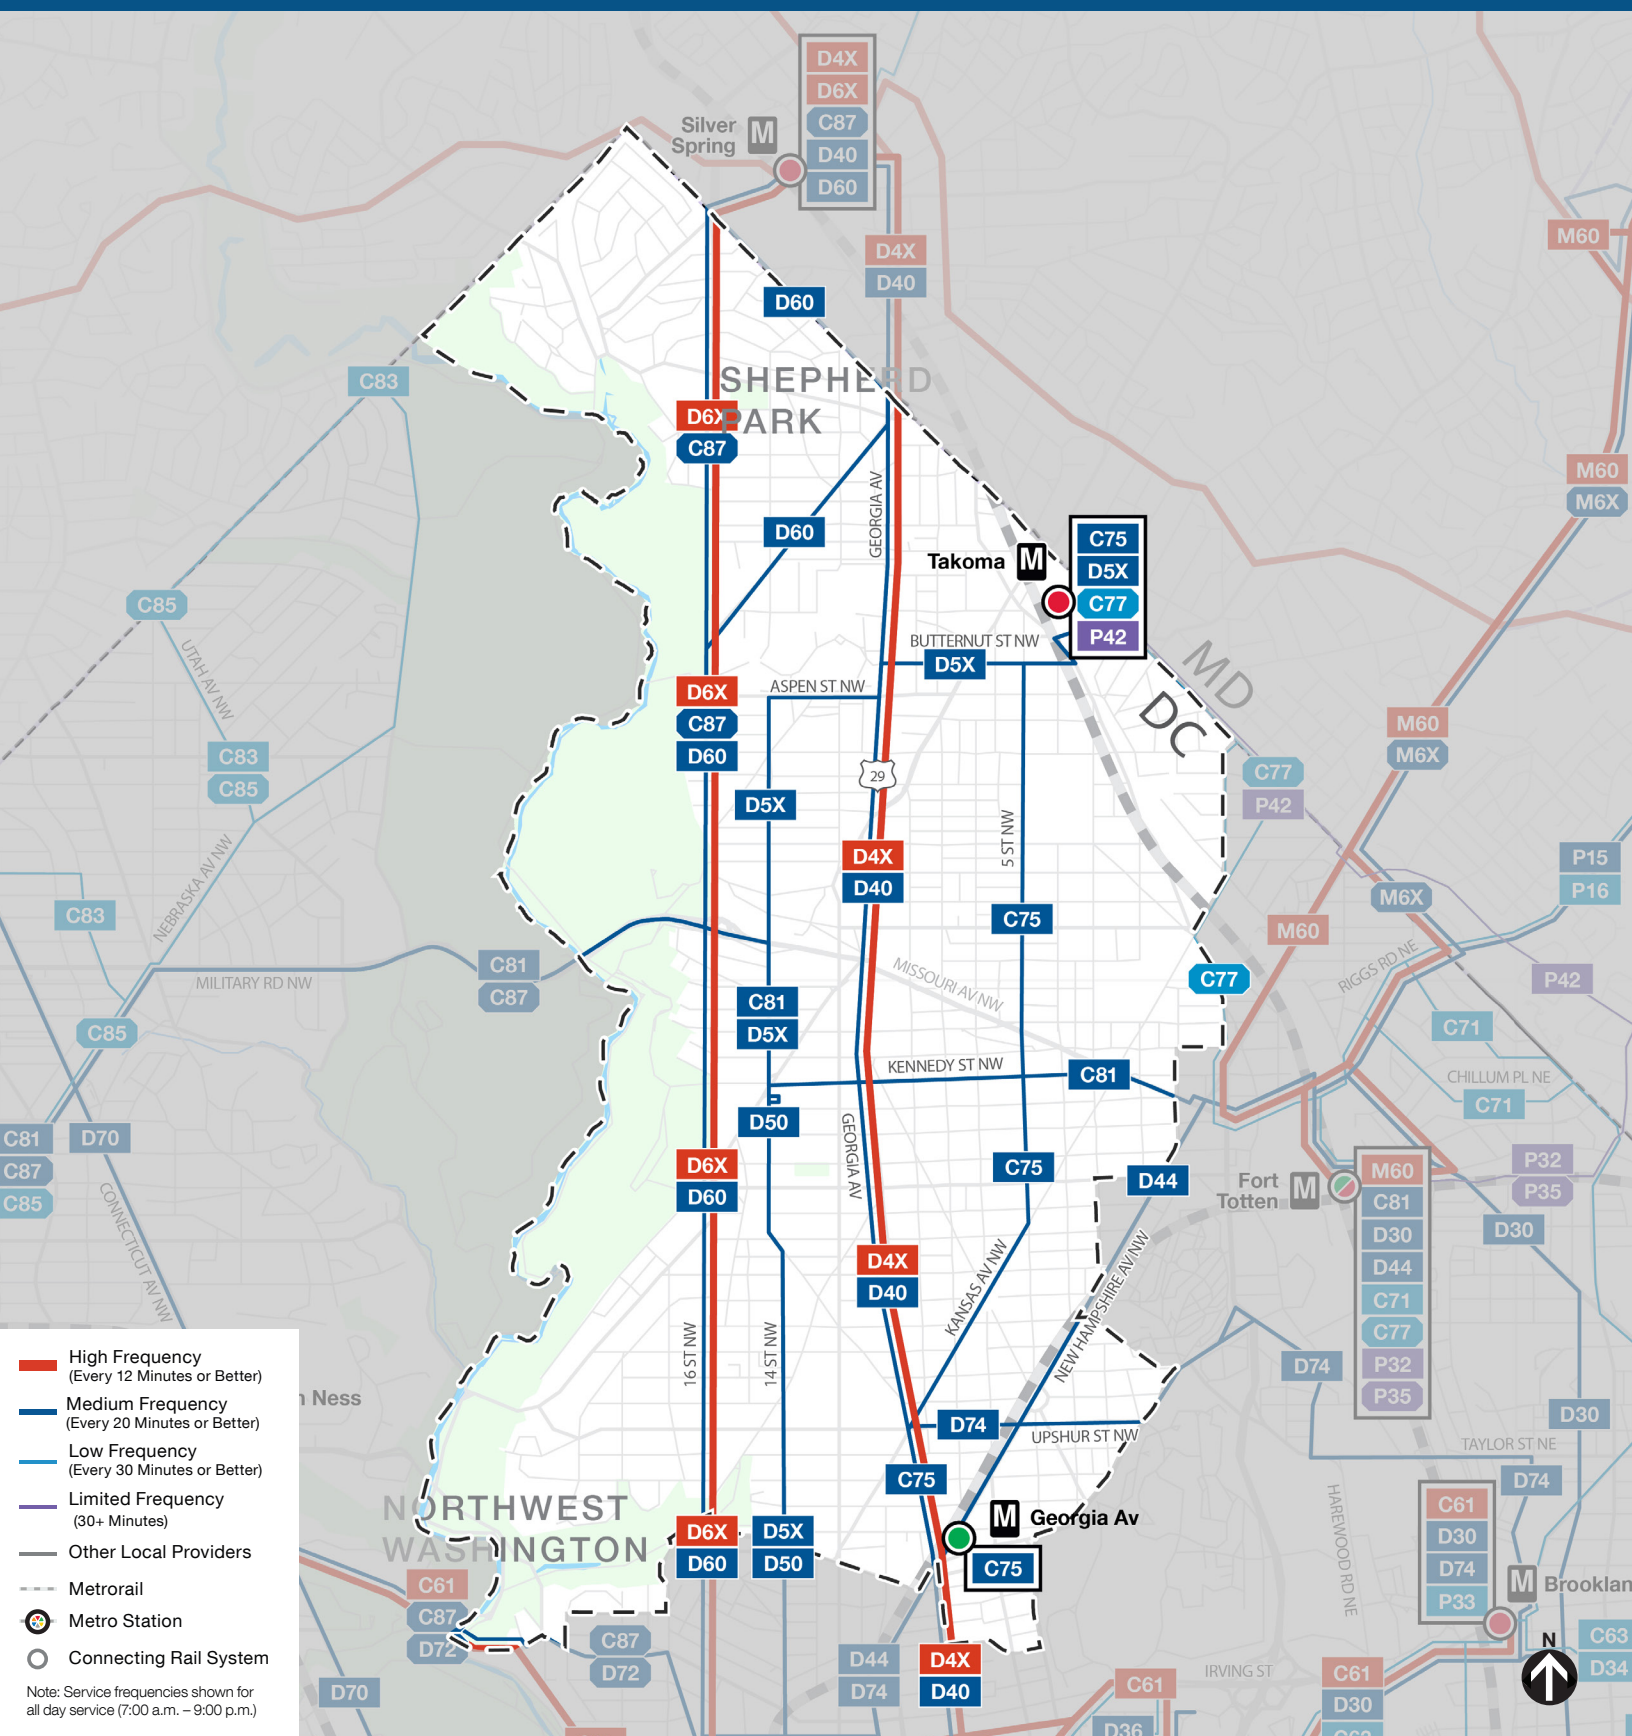 D4X
D6X
C87
D40
D60
Silver
Spring
M
D4X
D40
M60
D60
C83
SHEPHERD
PARK
D6X
C87
M60
M6X
GEORGIA AV
D60
Takoma
M
C75
D5X
C77
P42
C85
UTAH AV NW
BUTTERNUT ST NW
D5X
MD
DC
ASPEN ST NW
D6X
C87
D60
M60
M6X
C83
C85
29
C77
P42
D5X
5 ST NW
D4X
D40
P15
P16
NEBRASKA AV NW
C83
C75
M6X
M60
RIGGS RD NE
C81
C87
MILITARY RD NW
MISSOURI AV NW
C77
P42
C81
D5X
C85
C71
KENNEDY ST NW
C81
CHILLUM PL NE
C71
D50
GEORGIA AV
C81
C87
C85
D70
D6X
D60
C75
D44
Fort
Totten
M
M60
C81
D30
D44
C71
C77
P32
P35
P32
P35
D30
CONNECTICUT AV NW
D4X
D40
KANSAS AV NW
NEW HAMPSHIRE AV NW
16 ST NW
14 ST NW
D74
D30
n Ness
D74
UPSHUR ST NW
TAYLOR ST NE
D74
C75
HAREWOOD RD NE
C61
D30
D74
P33
M
Brooklan
NORTHWEST
WASHINGTON
D6X
D60
D5X
D50
M
Georgia Av
C75
C61
C87
D72
C87
D72
D44
D74
D4X
D40
D70
C61
IRVING ST
C61
D30
D36
C63
D34
N
High Frequency
(Every 12 Minutes or Better)
Medium Frequency
(Every 20 Minutes or Better)
Low Frequency
(Every 30 Minutes or Better)
Limited Frequency
(30+ Minutes)
Other Local Providers
Metrorail
Metro Station
Connecting Rail System
Note: Service frequencies shown for
all day service (7:00 a.m. – 9:00 p.m.)